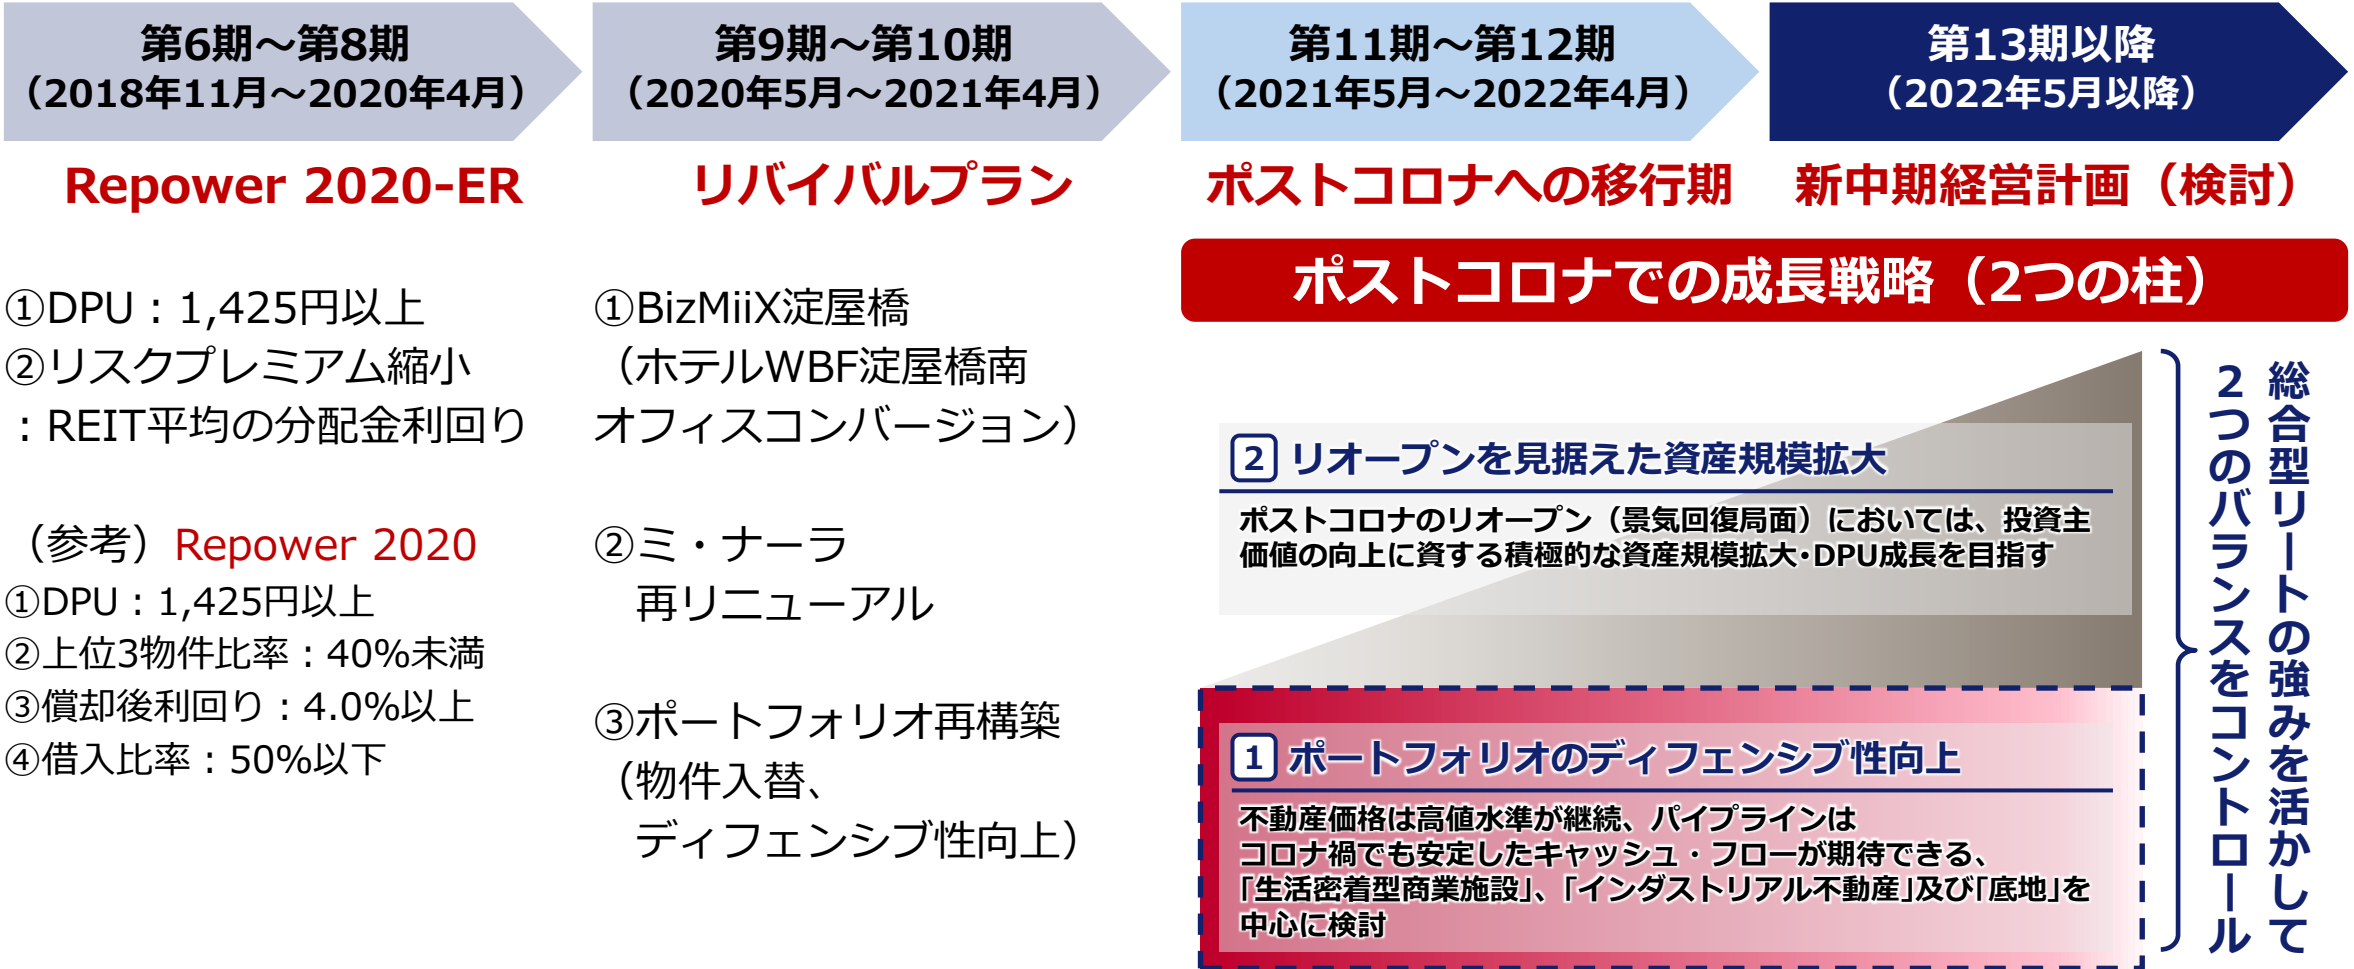 第6期～第8期
（2018年11月～2020年4月）
Repower 2020-ER
①DPU：1,425円以上
②リスクプレミアム縮小
：REIT平均の分配金利回り
（参考）Repower 2020
①DPU：1,425円以上
②上位3物件比率：40%未満
③償却後利回り：4.0%以上
④借入比率：50%以下
第9期～第10期
（2020年5月～2021年4月）
リバイバルプラン
①BizMiiX淀屋橋
（ホテルWBF淀屋橋南
オフィスコンバージョン）
②ミ・ナーラ
再リニューアル
③ポートフォリオ再構築
（物件入替、
ディフェンシブ性向上）
第11期～第12期
（2021年5月～2022年4月）
ポストコロナへの移行期
第13期以降
（2022年5月以降）
新中期経営計画（検討）
ポストコロナでの成長戦略（2つの柱）
2 リオープンを見据えた資産規模拡大
ポストコロナのリオープン（景気回復局面）においては、投資主
価値の向上に資する積極的な資産規模拡大・DPU成長を目指す
1 ポートフォリオのディフェンシブ性向上
不動産価格は高値水準が継続、パイプラインは
コロナ禍でも安定したキャッシュ・フローが期待できる、
「生活密着型商業施設」、「インダストリアル不動産」及び「底地」を
中心に検討
総合型リートの強みを活かして
2つのバランスをコントロール